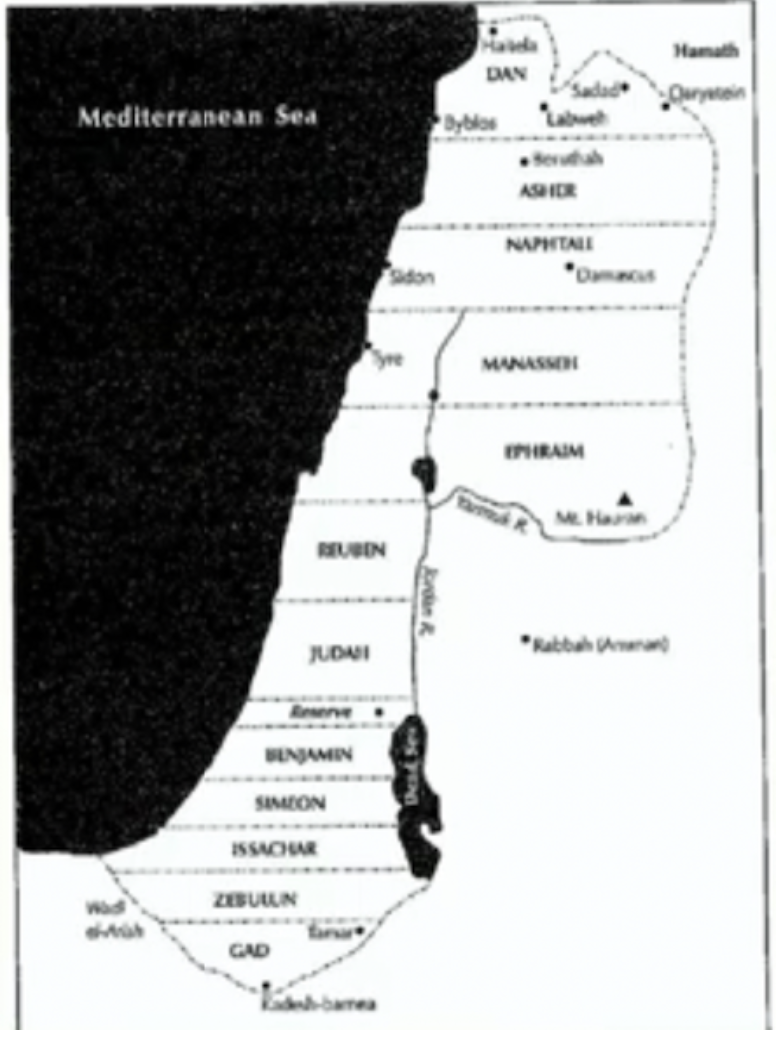 Haitela
Hamath
DAN
Sadad
Qaryetein
Mediterranean Sea
Byblos
Labweh
Beruthah
ASHER
NAPHTALI
Sidon
Damascus
Tyre
MANASSEH
EPHRAIM
Yarmuk R.
Mt. Hauran
REUBEN
Jordan R.
JUDAH
Rabbah (Amman)
Reserve
BENJAMIN
Dead Sea
SIMEON
ISSACHAR
ZEBULUN
Wadi
el-Arish
Tamar
GAD
Kadesh-barnea